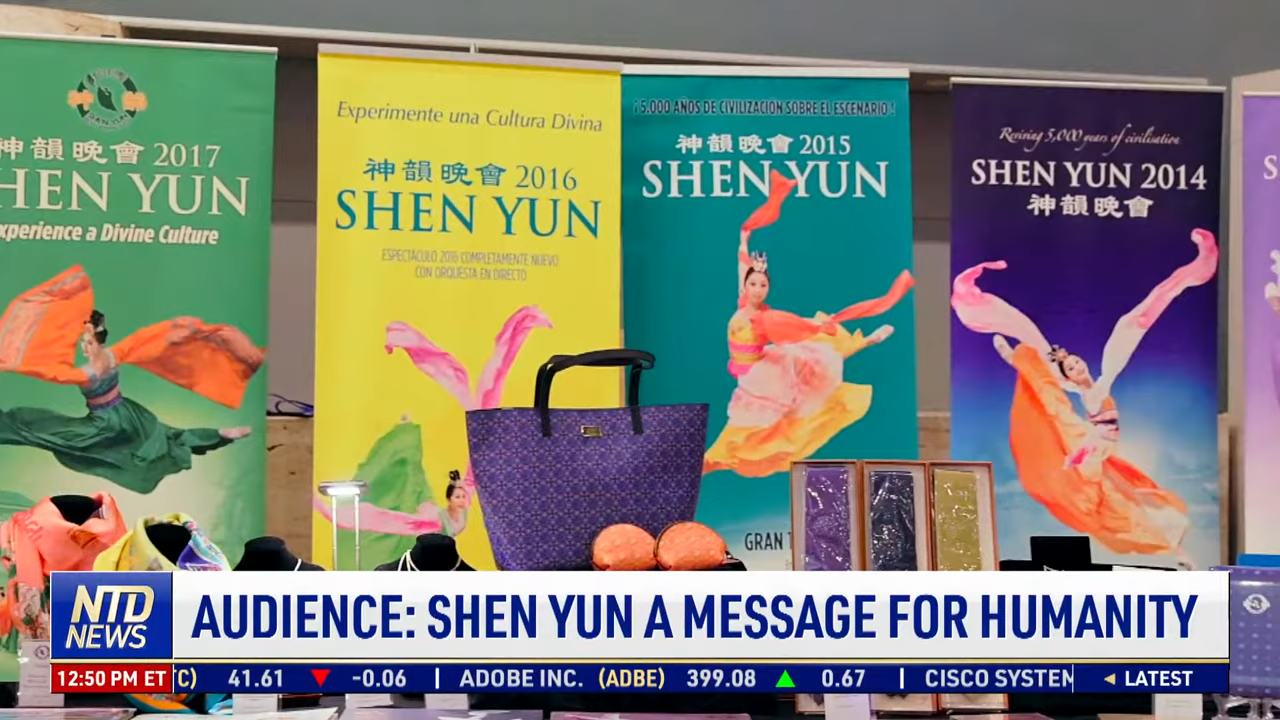 神韻晚會 2017
SHEN YUN
Experience a Divine Culture
Experimente una Cultura Divina
神韻晚會 2016
SHEN YUN
ESPECTÁCULO 2016 COMPLETAMENTE NUEVO
CON ORQUESTA EN DIRECTO
¡ 5.000 AÑOS DE CIVILIZACIÓN SOBRE EL ESCENARIO !
神韻晚會 2015
SHEN YUN
GRAN T
Reviving 5,000 years of civilisation
SHEN YUN 2014
神韻晚會
S
NTD
NEWS
AUDIENCE: SHEN YUN A MESSAGE FOR HUMANITY
12:50 PM ET
C) 41.61 ▼ -0.06 | ADOBE INC. (ADBE) 399.08 ▲ 0.67 | CISCO SYSTEM
◄ LATEST